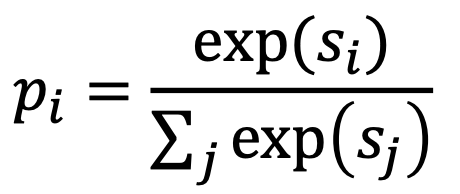 p_i = exp(s_i) / ∑_j exp(s_j)